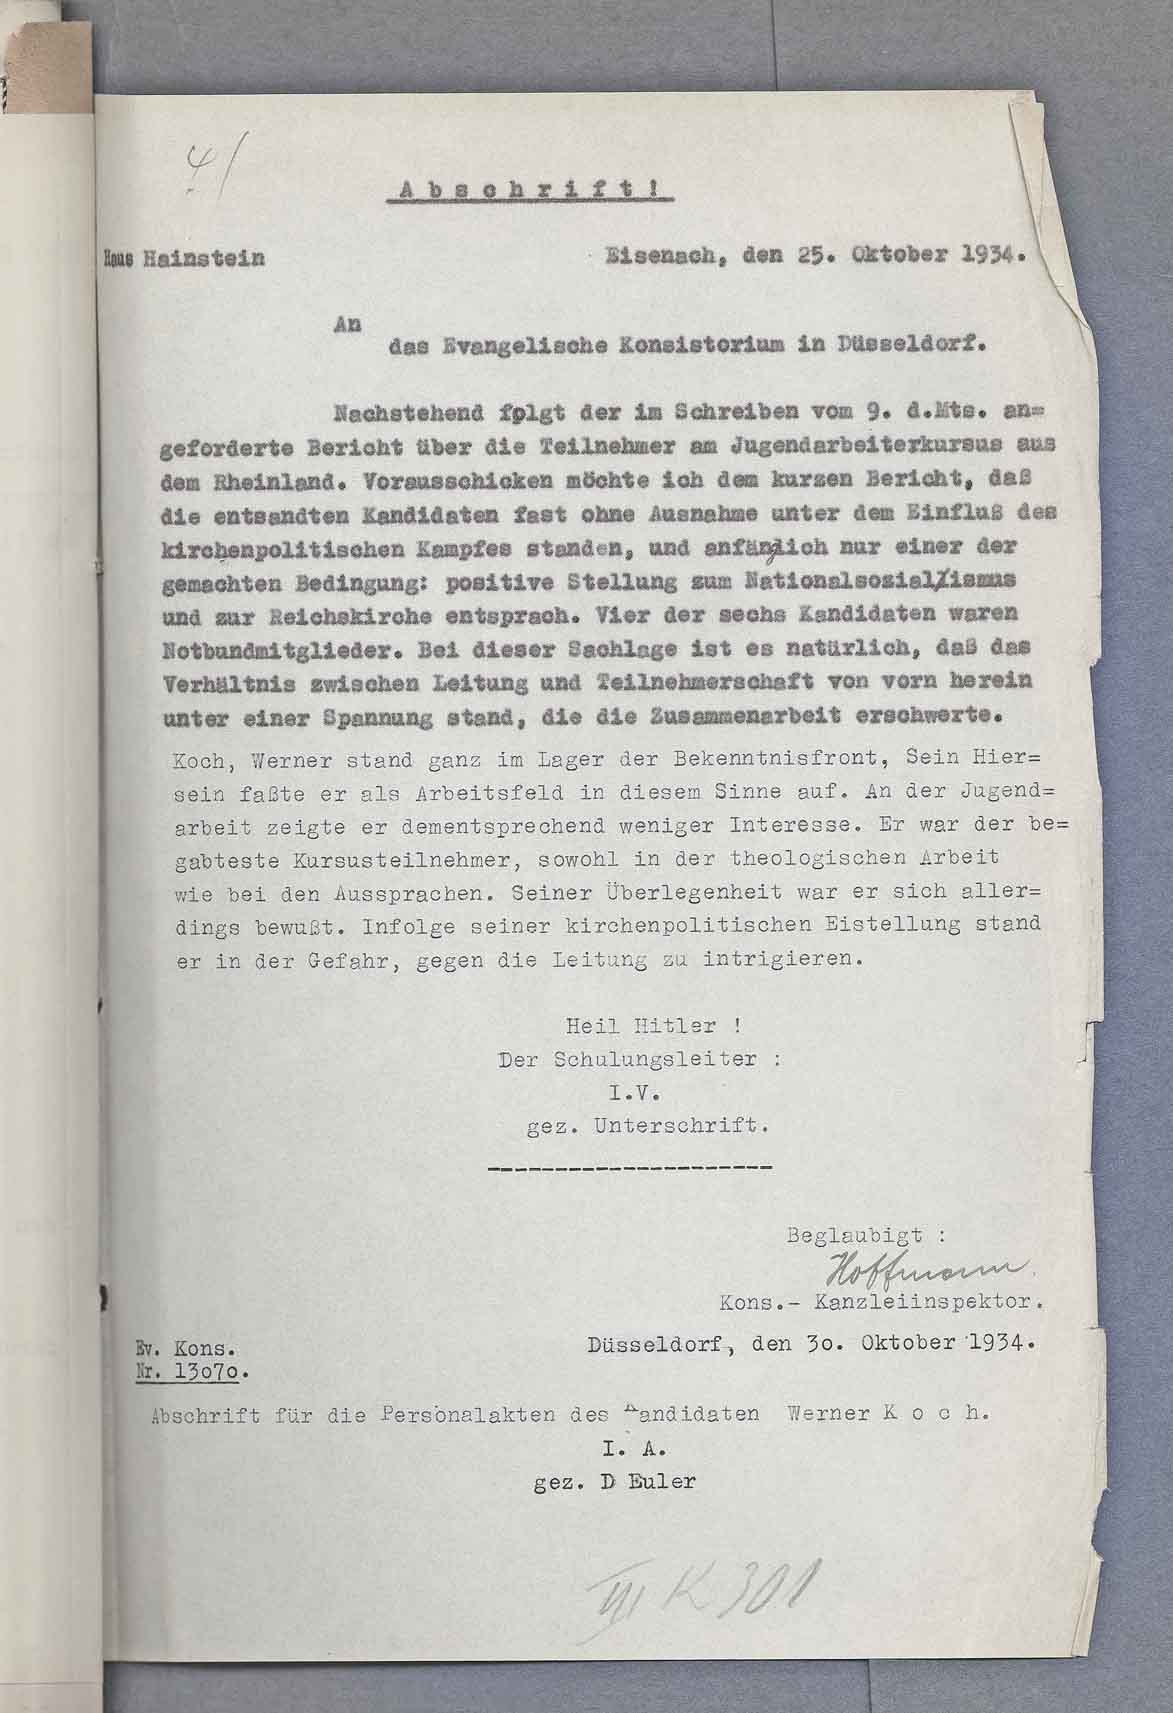 4/
Abschrift!
Haus Hainstein Eisenach, den 25. Oktober 1934.
An
das Evangelische Konsistorium in Düsseldorf.
Nachstehend folgt der im Schreiben vom 9. d.Mts. an=
geforderte Bericht über die Teilnehmer am Jugendarbeiterkursus aus
dem Rheinland. Vorausschicken möchte ich dem kurzen Bericht, daß
die entsandten Kandidaten fast ohne Ausnahme unter dem Einfluß des
kirchenpolitischen Kampfes standen, und anfänglich nur einer der
gemachten Bedingung: positive Stellung zum Nationalsozialismus
und zur Reichskirche entsprach. Vier der sechs Kandidaten waren
Notbundmitglieder. Bei dieser Sachlage ist es natürlich, daß das
Verhältnis zwischen Leitung und Teilnehmerschaft von vorn herein
unter einer Spannung stand, die die Zusammenarbeit erschwerte.
Koch, Werner stand ganz im Lager der Bekenntnisfront, Sein Hier=
sein faßte er als Arbeitsfeld in diesem Sinne auf. An der Jugend=
arbeit zeigte er dementsprechend weniger Interesse. Er war der be=
gabteste Kursusteilnehmer, sowohl in der theologischen Arbeit
wie bei den Aussprachen. Seiner Überlegenheit war er sich aller=
dings bewußt. Infolge seiner kirchenpolitischen Eistellung stand
er in der Gefahr, gegen die Leitung zu intrigieren.
Heil Hitler !
Der Schulungsleiter :
I.V.
gez. Unterschrift.
---------------------
Beglaubigt :
Hoffmann.
Kons.- Kanzleiinspektor.
Ev. Kons. Düsseldorf, den 3o. Oktober 1934.
Nr. 13o7o.
Abschrift für die Personalakten des Kandidaten Werner K o c h.
I. A.
gez. D Euler
III K 301